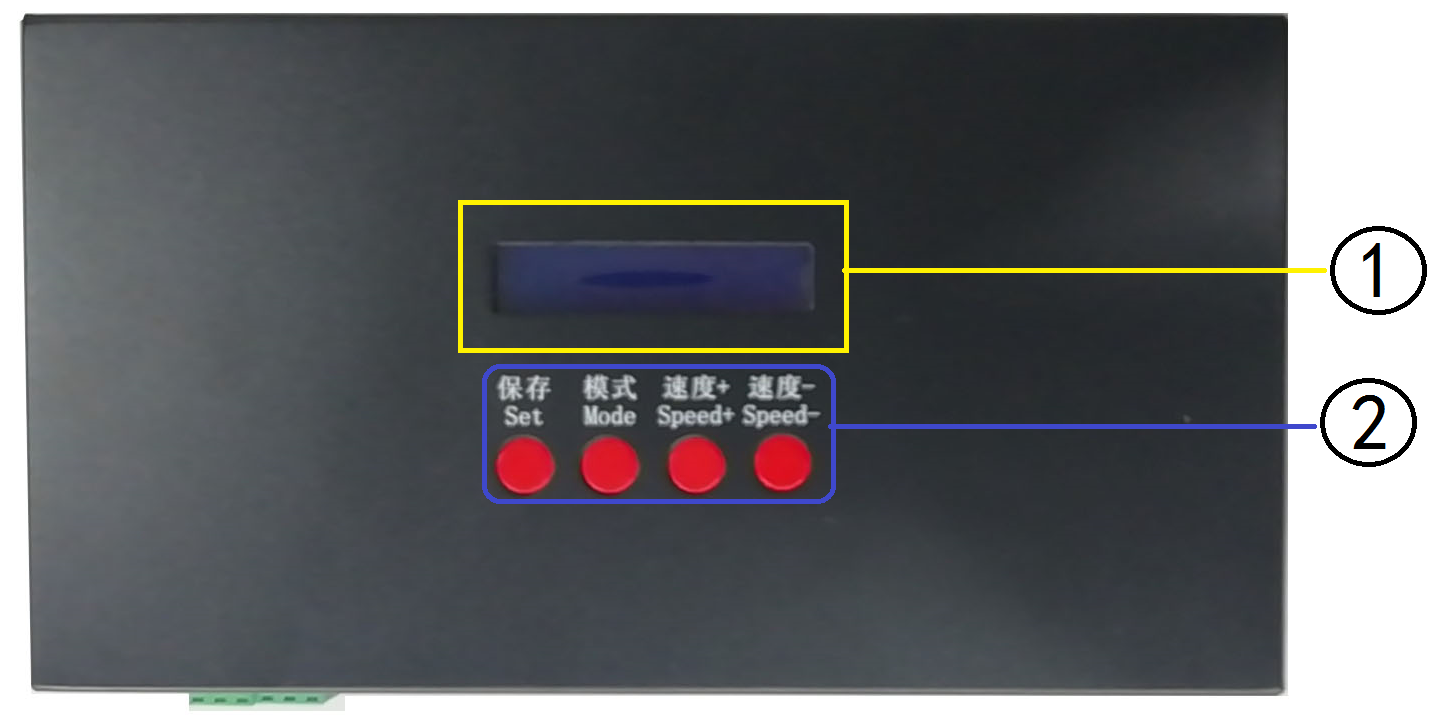 ①
保存 模式 速度+ 速度-
Set Mode Speed+ Speed-
②